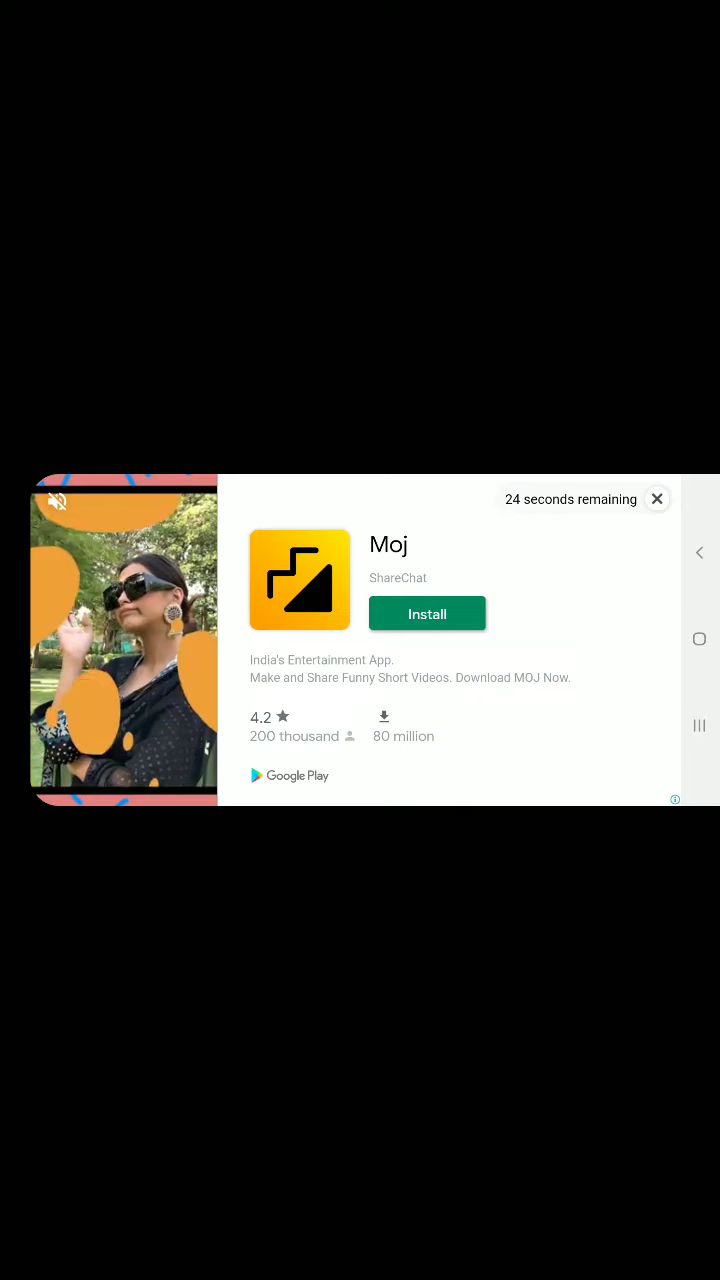 24 seconds remaining
Moj
ShareChat
Install
India's Entertainment App.
Make and Share Funny Short Videos. Download MOJ Now.
4.2
200 thousand
80 million
Google Play